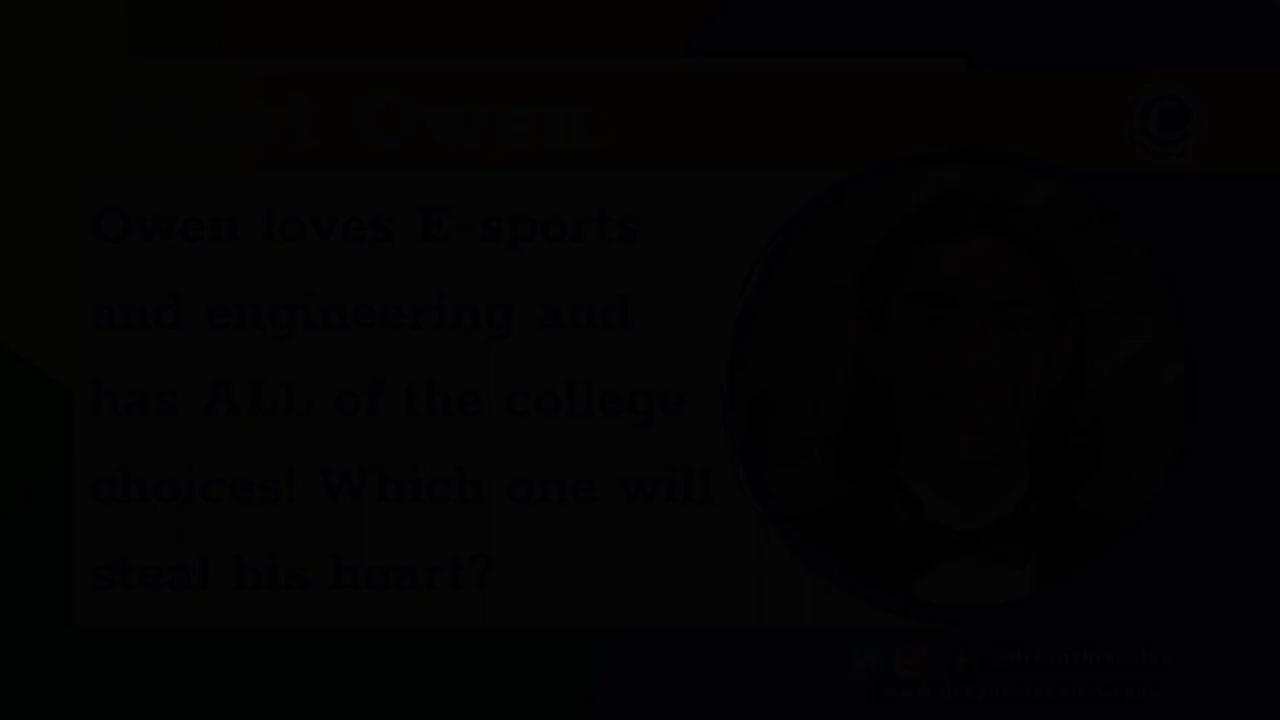 Owen
Owen loves E-sports
and engineering and
has ALL of the college
choices! Which one will
steal his heart?